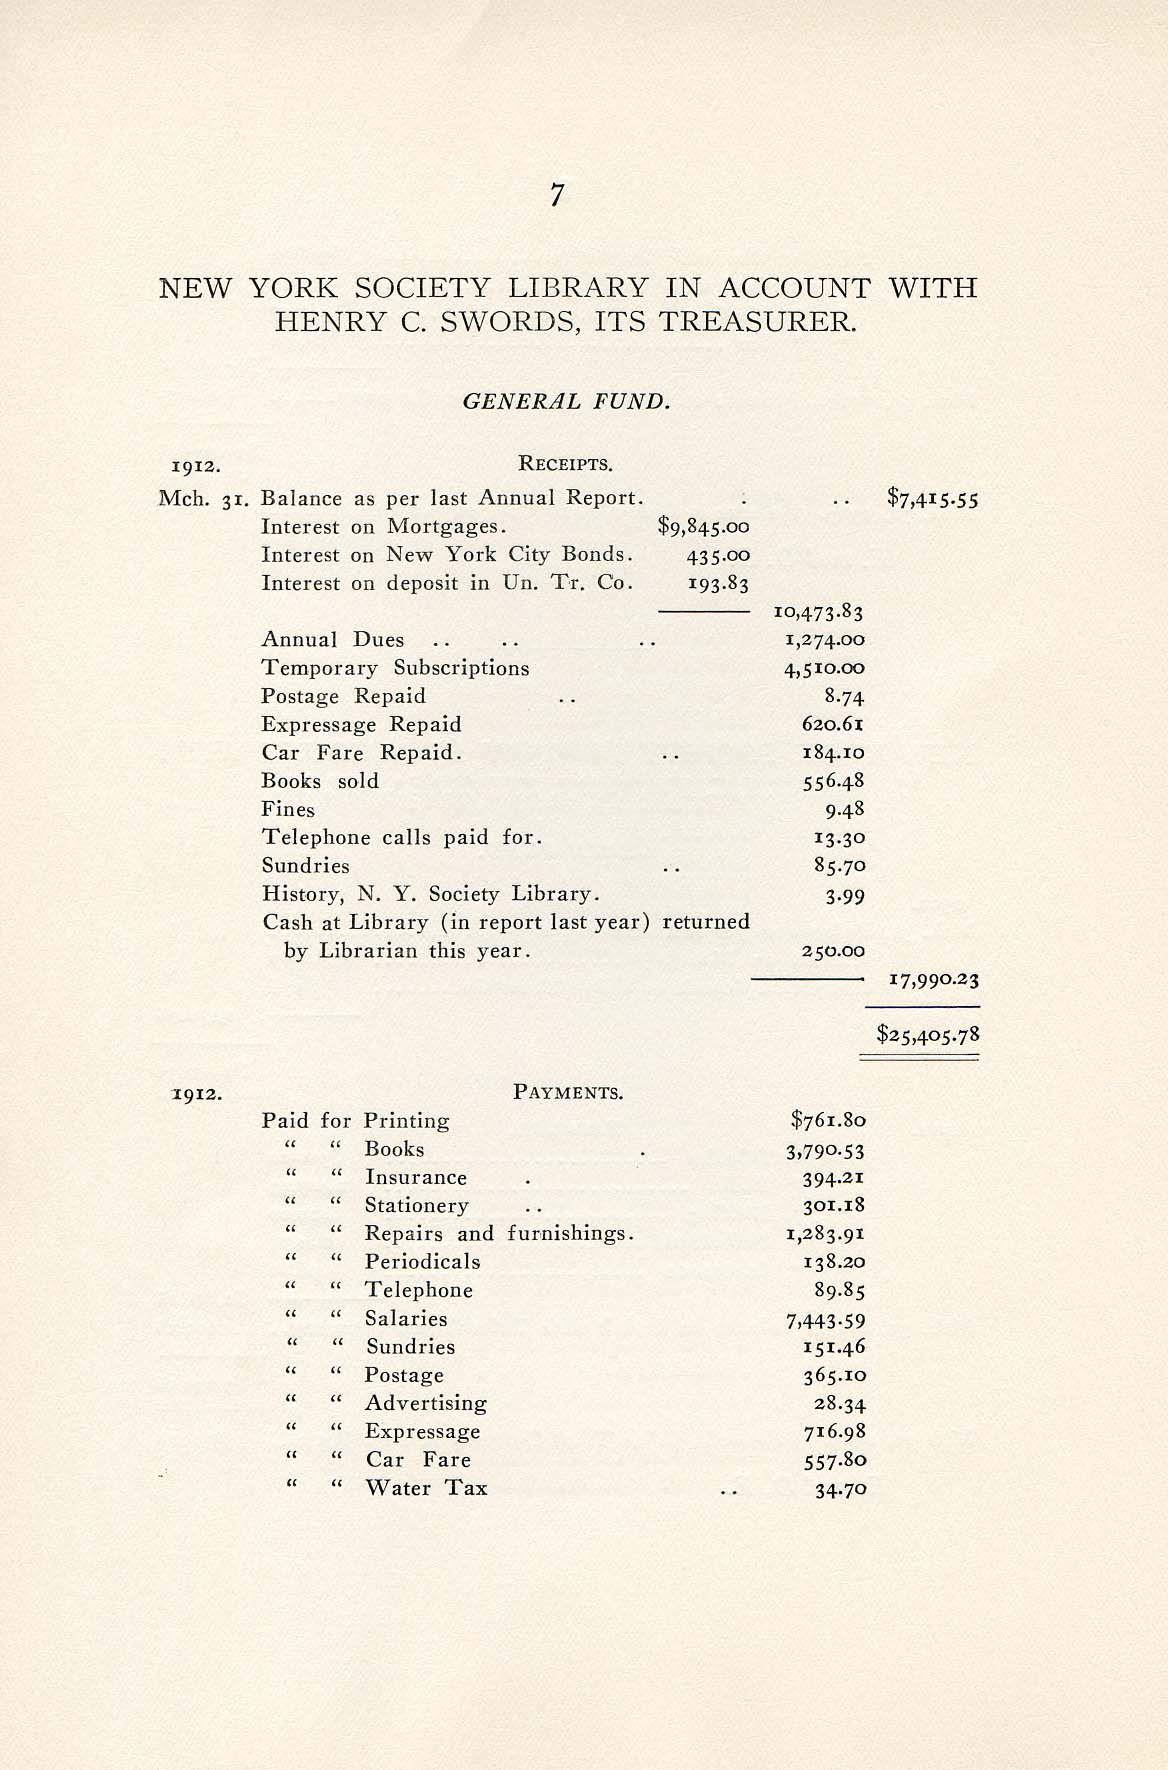 7
NEW YORK SOCIETY LIBRARY IN ACCOUNT WITH
HENRY C. SWORDS, ITS TREASURER.
GENERAL FUND.
1912. RECEIPTS.
Mch. 31. Balance as per last Annual Report. . .. $7,415.55
Interest on Mortgages. $9,845.00
Interest on New York City Bonds. 435.00
Interest on deposit in Un. Tr. Co. 193.83
10,473.83
Annual Dues .. .. .. 1,274.00
Temporary Subscriptions 4,510.00
Postage Repaid .. 8.74
Expressage Repaid 620.61
Car Fare Repaid. .. 184.10
Books sold 556.48
Fines 9.48
Telephone calls paid for. 13.30
Sundries .. 85.70
History, N. Y. Society Library. 3.99
Cash at Library (in report last year) returned
by Librarian this year. 250.00
17,990.23
$25,405.78
1912. PAYMENTS.
Paid for Printing $761.80
“ “ Books . 3,790.53
“ “ Insurance . 394.21
“ “ Stationery .. 301.18
“ “ Repairs and furnishings. 1,283.91
“ “ Periodicals 138.20
“ “ Telephone 89.85
“ “ Salaries 7,443.59
“ “ Sundries 151.46
“ “ Postage 365.10
“ “ Advertising 28.34
“ “ Expressage 716.98
“ “ Car Fare 557.80
“ “ Water Tax .. 34.70